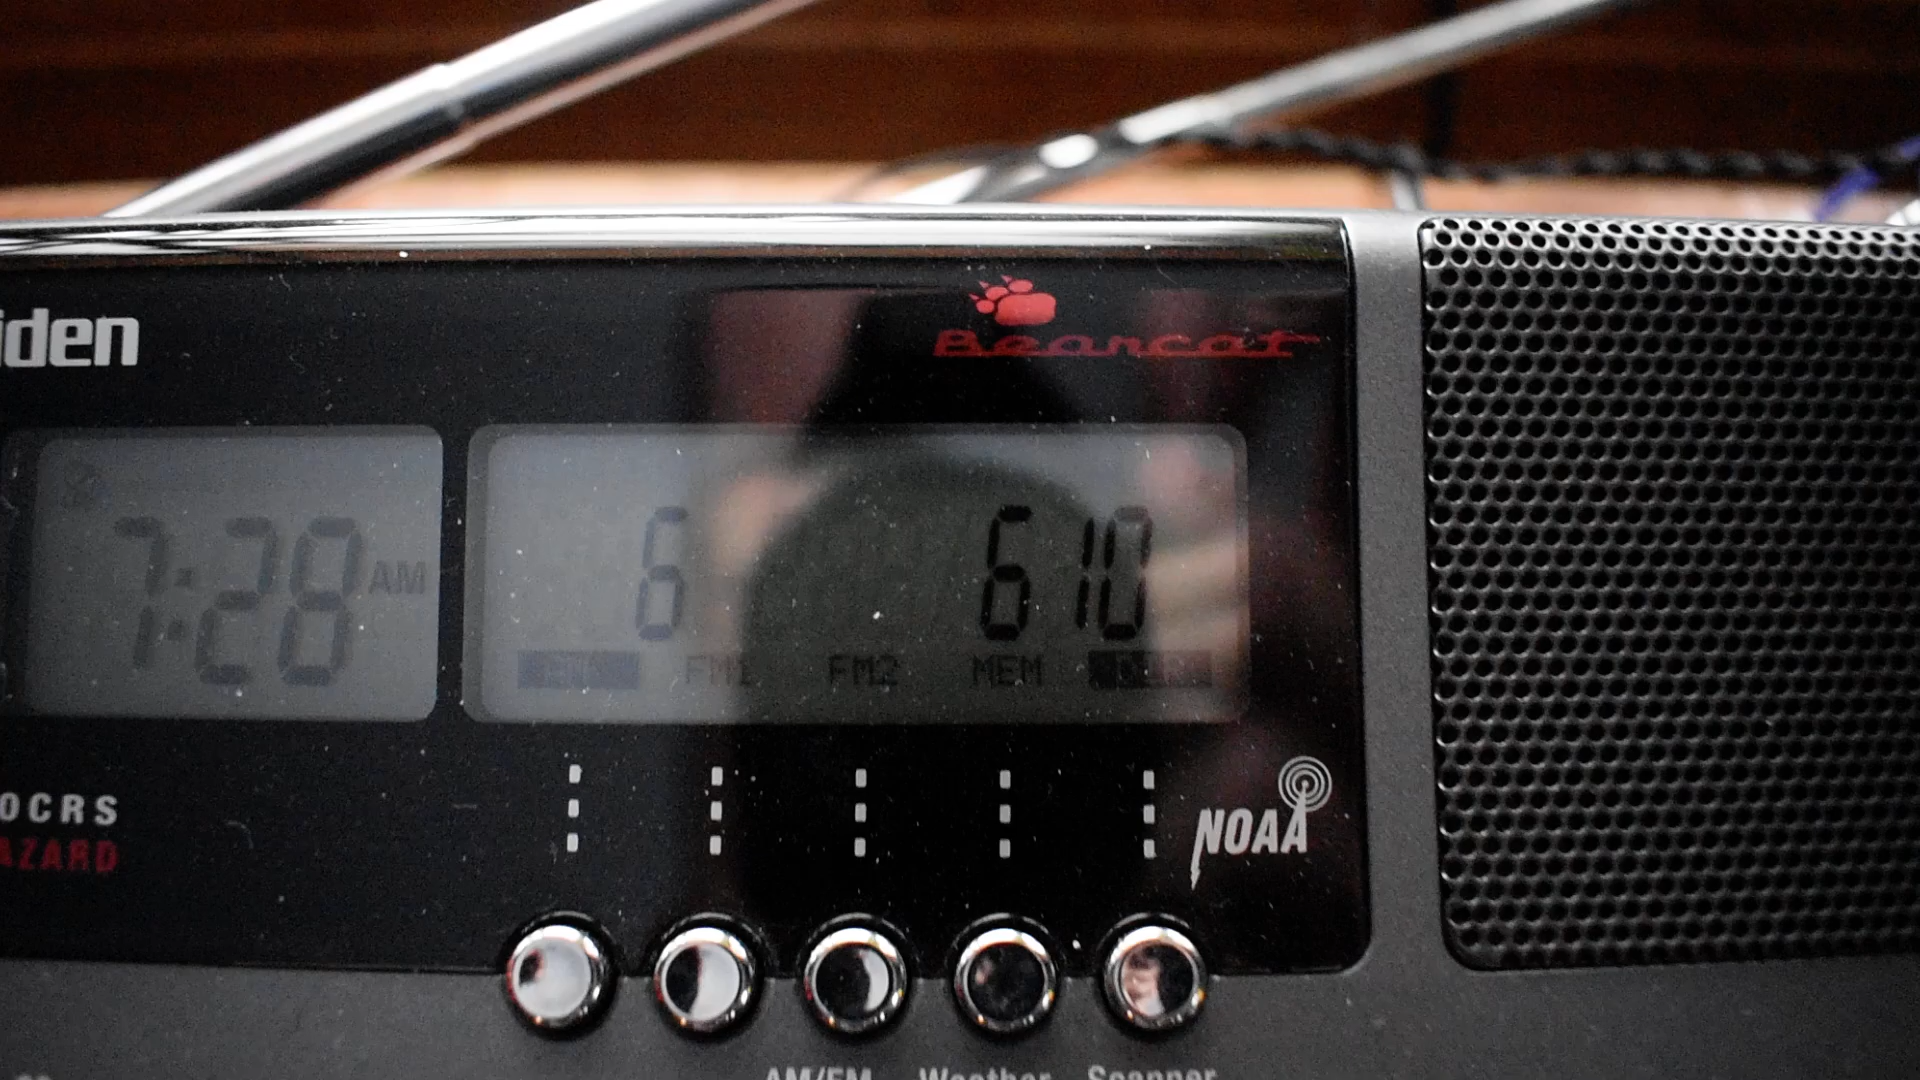 iden
Bearcat
7:28 AM
6 610
FM1 FM2 MEM
OCRS
AZARD
NOAA
AM/FM Weather Scanner